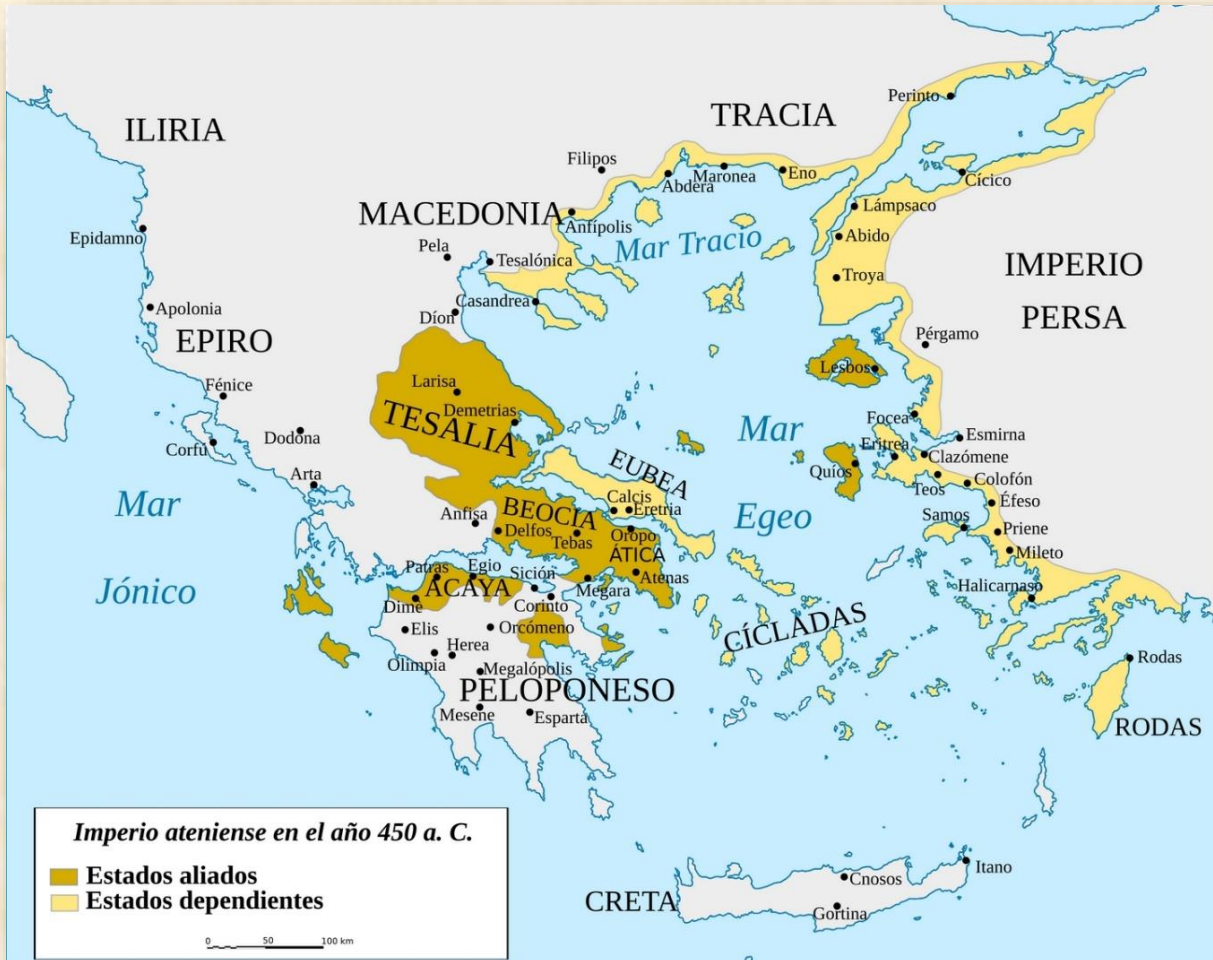 Perinto
TRACIA
ILIRIA
Filipos
Maronea
Eno
Abdera
Cícico
MACEDONIA
Lámpsaco
Anfípolis
Epidamno
Pela
Mar Tracio
Abido
Tesalónica
IMPERIO
PERSA
Troya
Casandrea
Apolonia
Díon
EPIRO
Pérgamo
Lesbos
Larisa
Fénice
Demetrias
TESALIA
Focea
Mar
Egeo
Dodona
Esmirna
Corfú
Eritrea
Clazómene
EUBEA
Quíos
Arta
Colofón
Teos
Mar
Jónico
Calcis
Eretria
Éfeso
BEOCIA
Anfisa
Samos
Delfos
Priene
Oropo
Tebas
Mileto
ÁTICA
Patras
Egio
Sición
Atenas
ACAYA
Megara
Halicarnaso
Dime
Corinto
CÍCLADAS
Elis
Orcómeno
Herea
Olimpia
Rodas
Megalópolis
PELOPONESO
Mesene
Esparta
RODAS
Imperio ateniense en el año 450 a. C.
Estados aliados
Estados dependientes
0 50 100 km
Itano
Cnosos
CRETA
Gortina